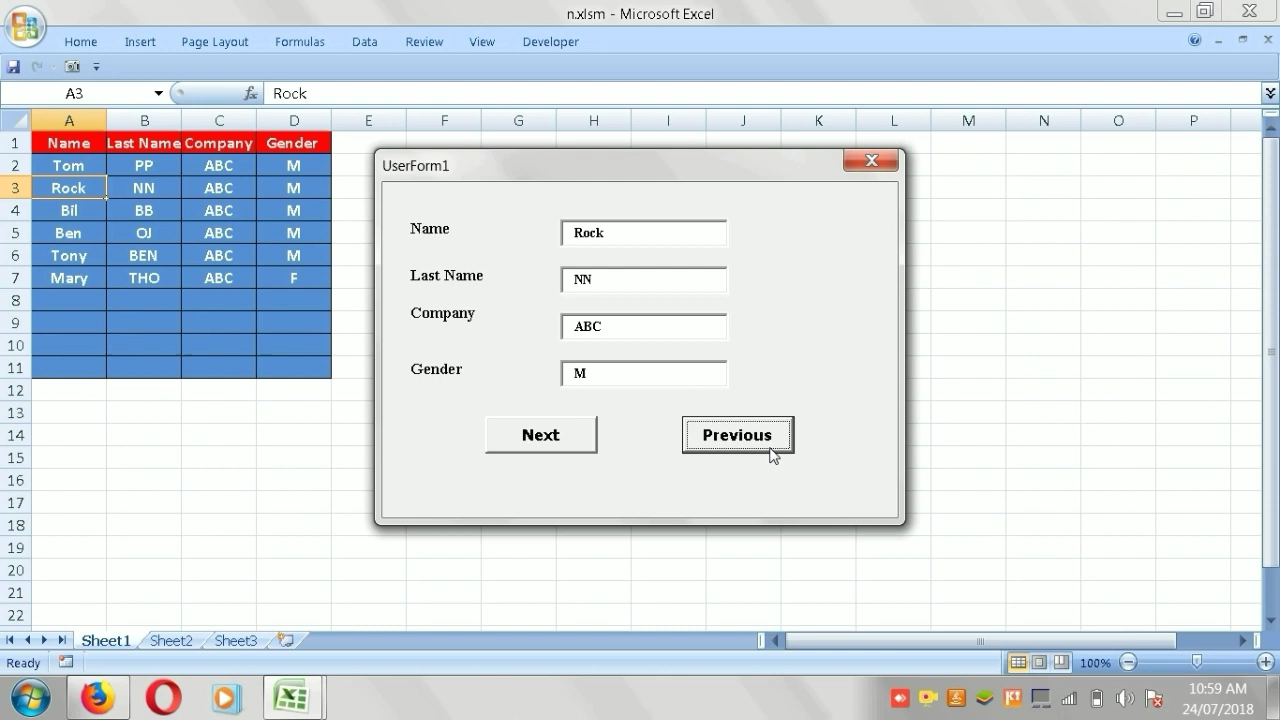 n.xlsm - Microsoft Excel
Home Insert Page Layout Formulas Data Review View Developer
A3 fx Rock
A B C D E F G H I J K L M N O P
1 Name Last Name Company Gender
2 Tom PP ABC M
3 Rock NN ABC M
4 Bil BB ABC M
5 Ben OJ ABC M
6 Tony BEN ABC M
7 Mary THO ABC F
8
9
10
11
12
13
14
15
16
17
18
19
20
21
22
UserForm1
Name Rock
Last Name NN
Company ABC
Gender M
Next Previous
Sheet1 Sheet2 Sheet3
Ready 100%
10:59 AM
24/07/2018